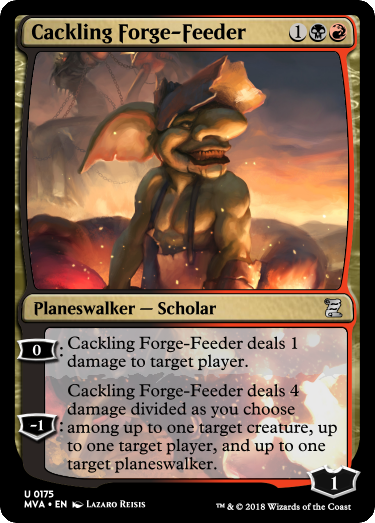 Cackling Forge-Feeder 1
Planeswalker — Scholar
0 : Cackling Forge-Feeder deals 1
damage to target player.
Cackling Forge-Feeder deals 4
damage divided as you choose
-1 : among up to one target creature, up
to one target player, and up to one
target planeswalker.
1
U 0175
MVA • EN Lazaro Reisis
™ & © 2018 Wizards of the Coast